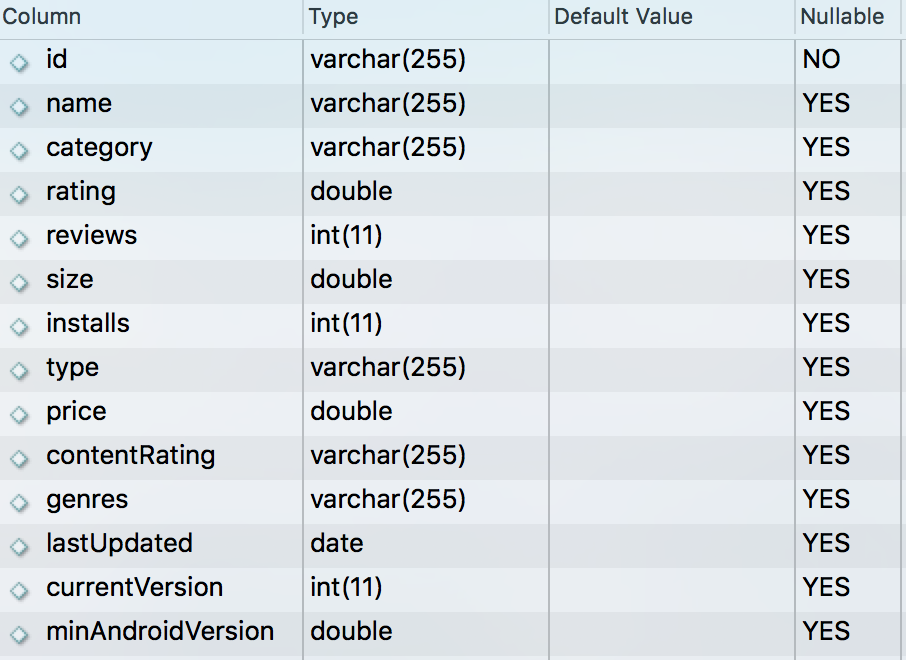 Column Type Default Value Nullable
id varchar(255) NO
name varchar(255) YES
category varchar(255) YES
rating double YES
reviews int(11) YES
size double YES
installs int(11) YES
type varchar(255) YES
price double YES
contentRating varchar(255) YES
genres varchar(255) YES
lastUpdated date YES
currentVersion int(11) YES
minAndroidVersion double YES